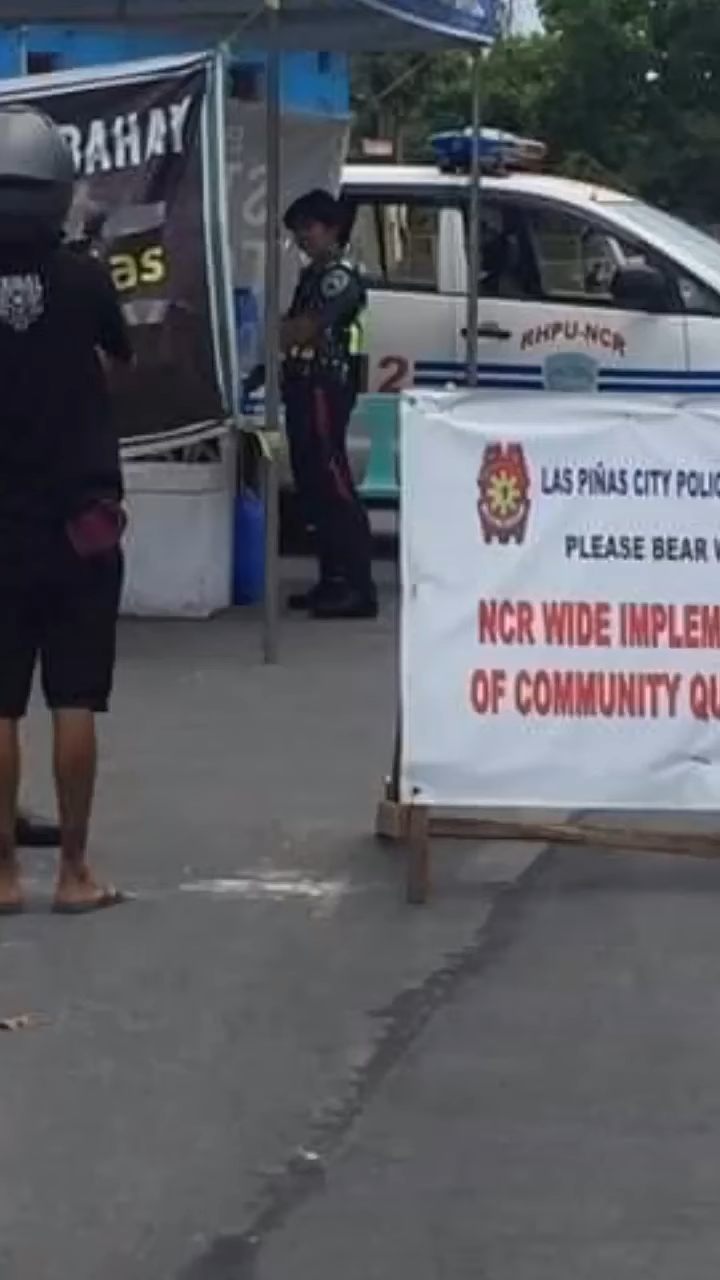 BAHAY
as
RHPU-NCR
2
LAS PIÑAS CITY POLIC
PLEASE BEAR
NCR WIDE IMPLEM
OF COMMUNITY QU